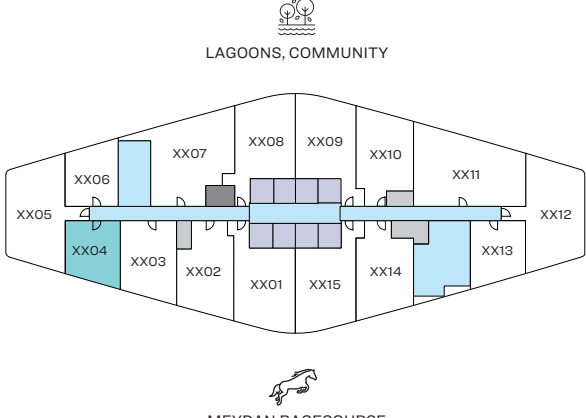 LAGOONS, COMMUNITY
XX08 XX09
XX07 XX10
XX06 XX11
XX05 XX12
XX04 XX03 XX02 XX14 XX13
XX01 XX15
MEYDAN RACECOURSE